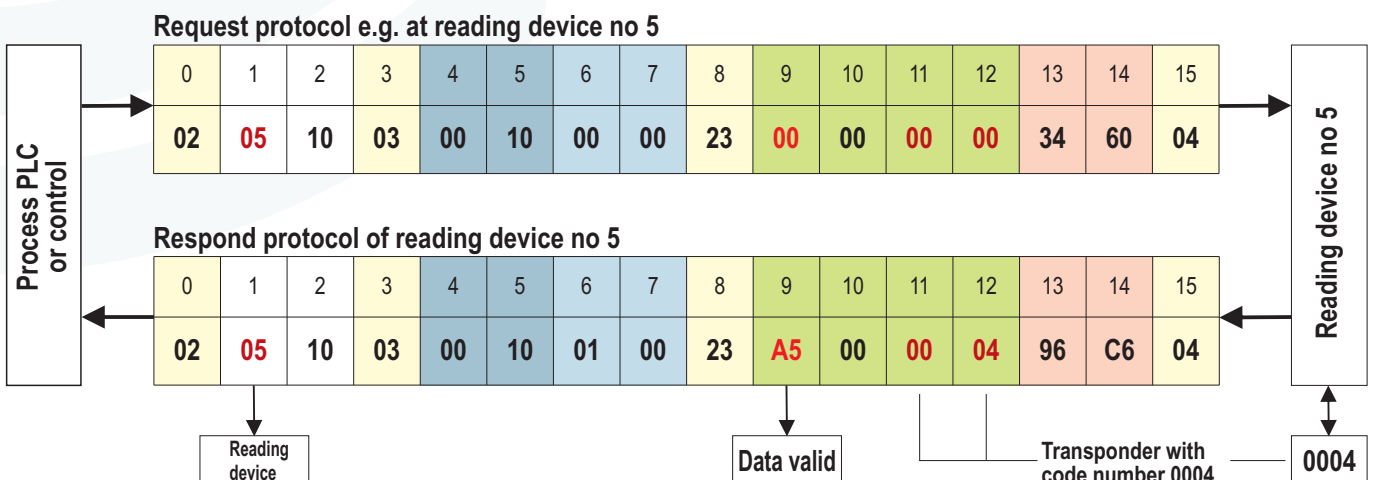 Request protocol e.g. at reading device no 5
Process PLC
or control
0 1 2 3 4 5 6 7 8 9 10 11 12 13 14 15
02 05 10 03 00 10 00 00 23 00 00 00 00 34 60 04
Reading device no 5
Respond protocol of reading device no 5
0 1 2 3 4 5 6 7 8 9 10 11 12 13 14 15
02 05 10 03 00 10 01 00 23 A5 00 00 04 96 C6 04
Reading
device
Data valid
Transponder with
code number 0004
0004